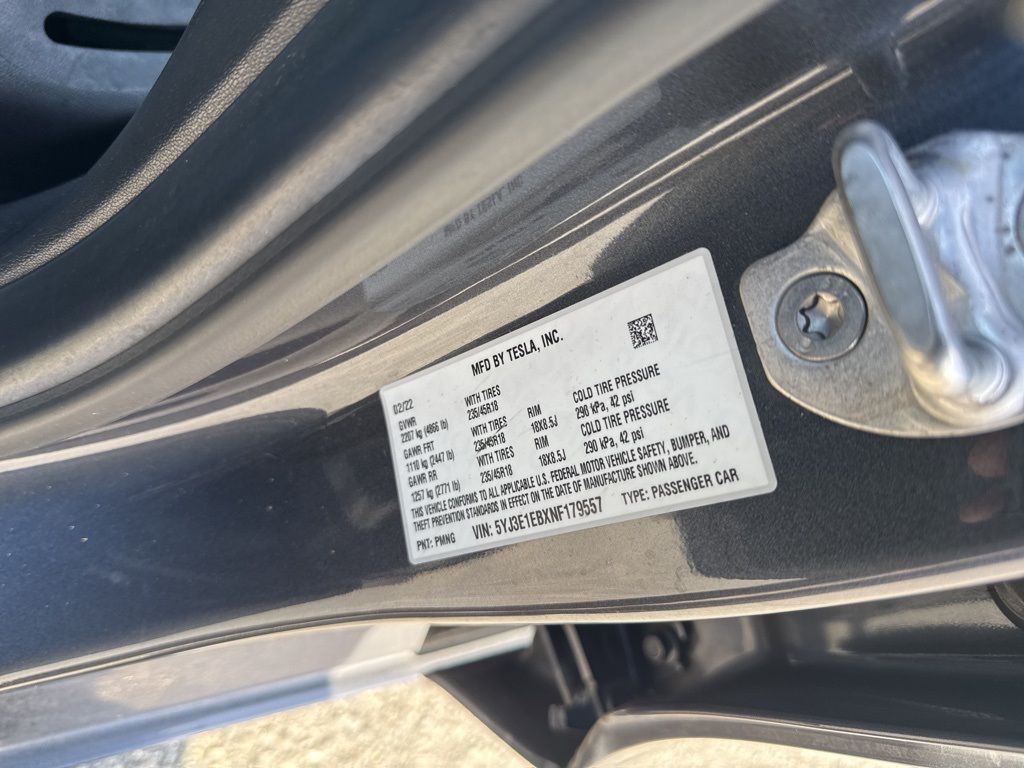 MFD BY TESLA, INC.
02/22
GVWR WITH TIRES
2207 kg (4866 lb) 235/45R18 RIM COLD TIRE PRESSURE
GAWR FRT WITH TIRES 18X8.5J 290 kPa, 42 psi
1110 kg (2447 lb) 235/45R18 RIM COLD TIRE PRESSURE
GAWR RR WITH TIRES 18X8.5J 290 kPa, 42 psi
1257 kg (2771 lb) 235/45R18
THIS VEHICLE CONFORMS TO ALL APPLICABLE U.S. FEDERAL MOTOR VEHICLE SAFETY, BUMPER, AND
THEFT PREVENTION STANDARDS IN EFFECT ON THE DATE OF MANUFACTURE SHOWN ABOVE.
PNT: PMNG VIN: 5YJ3E1EBXNF179557 TYPE: PASSENGER CAR